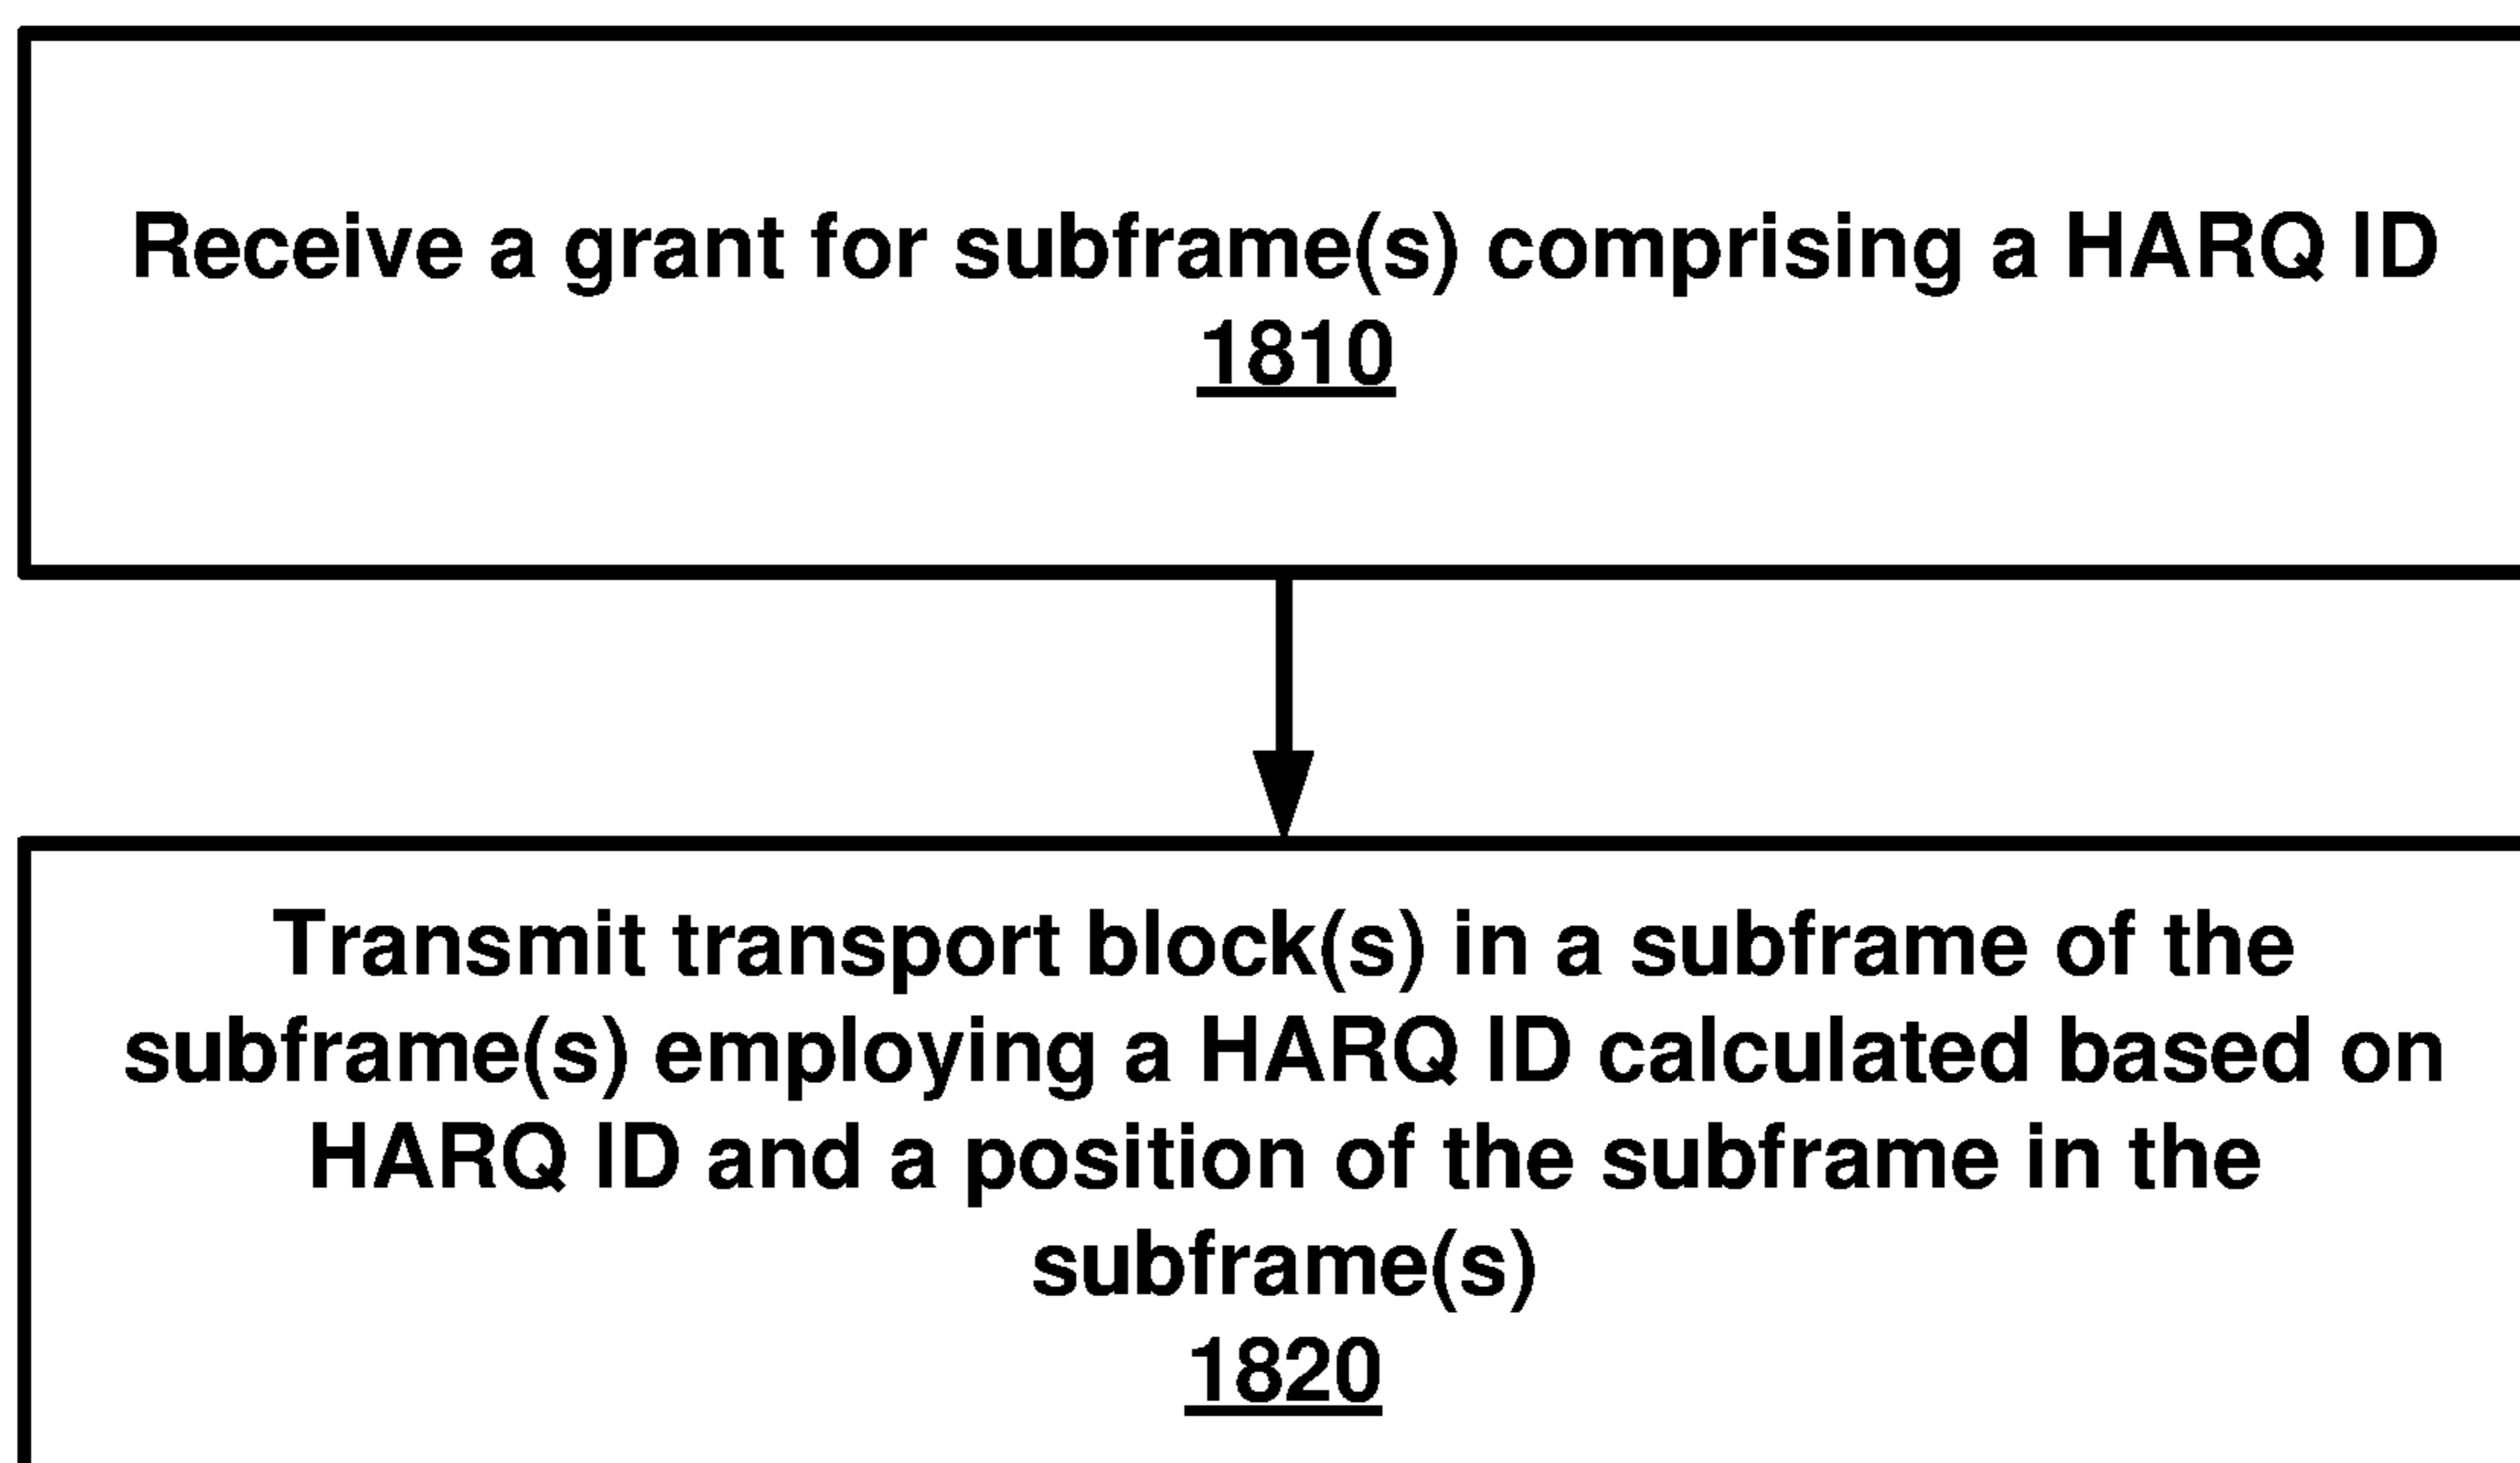 Receive a grant for subframe(s) comprising a HARQ ID
1810
Transmit transport block(s) in a subframe of the
subframe(s) employing a HARQ ID calculated based on
HARQ ID and a position of the subframe in the
subframe(s)
1820